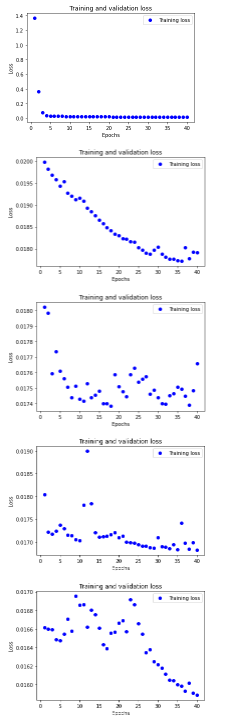 Training and validation loss
Training loss
Loss
1.4
1.2
1.0
0.8
0.6
0.4
0.2
0.0
0 5 10 15 20 25 30 35 40
Epochs
Training and validation loss
Training loss
Loss
0.0200
0.0195
0.0190
0.0185
0.0180
0 5 10 15 20 25 30 35 40
Epochs
Training and validation loss
Training loss
Loss
0.0180
0.0179
0.0178
0.0177
0.0176
0.0175
0.0174
0 5 10 15 20 25 30 35 40
Epochs
Training and validation loss
Training loss
Loss
0.0190
0.0185
0.0180
0.0175
0.0170
0 5 10 15 20 25 30 35 40
Training and validation loss
Training loss
Loss
0.0170
0.0168
0.0166
0.0164
0.0162
0.0160
0 5 10 15 20 25 30 35 40